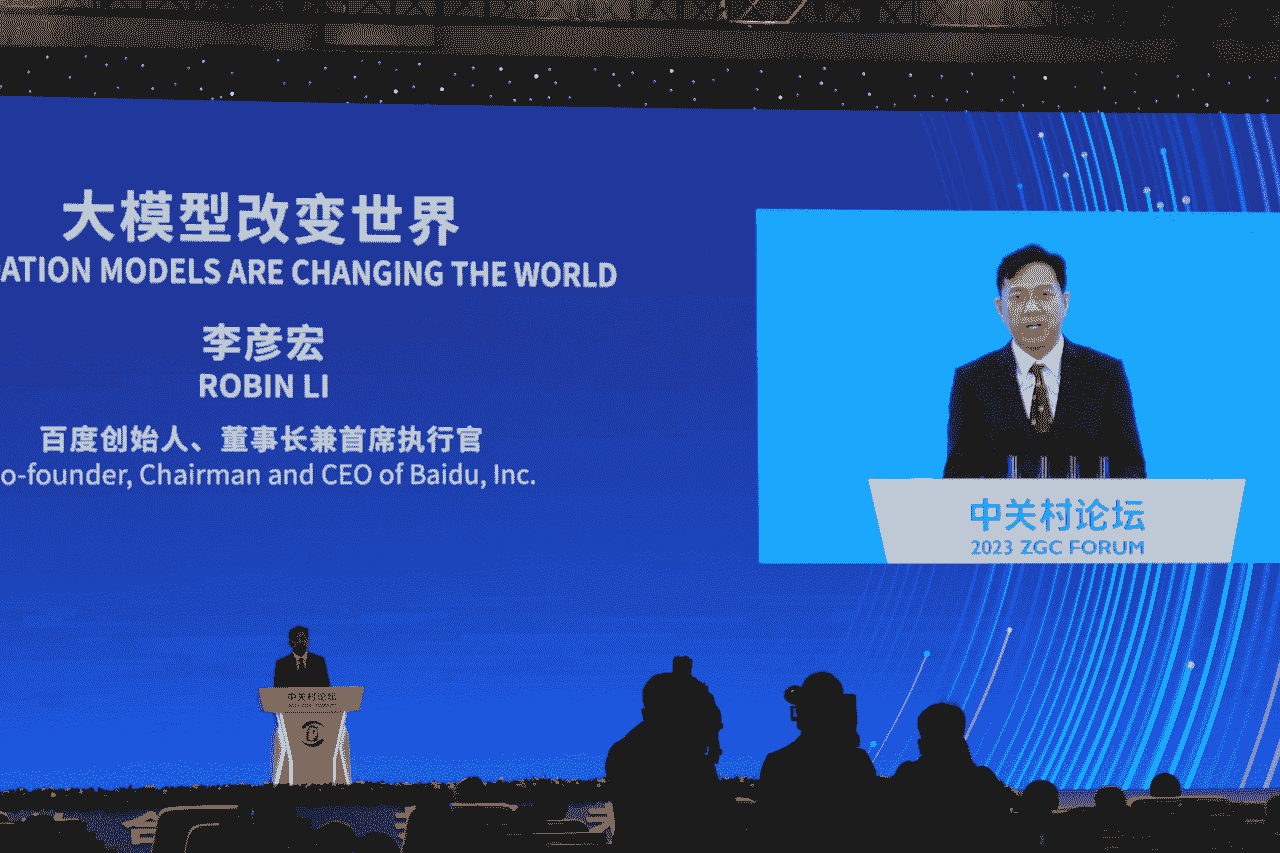 大模型改变世界
ATION MODELS ARE CHANGING THE WORLD
李彦宏
ROBIN LI
百度创始人、董事长兼首席执行官
o-founder, Chairman and CEO of Baidu, Inc.
中关村论坛
2023 ZGC FORUM
中关村论坛